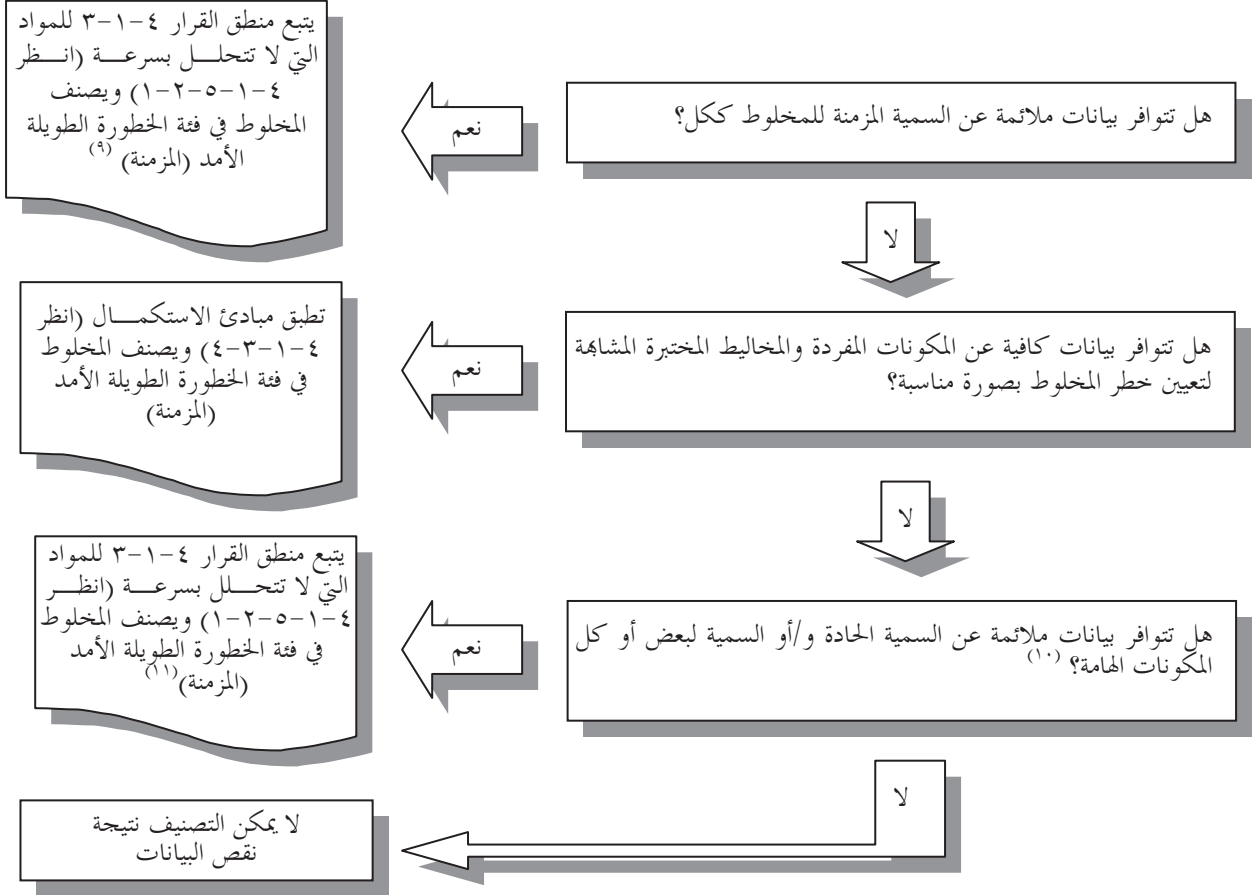 هل تتوافر بيانات ملائمة عن السمية المزمنة للمخلوط ككل؟
نعم
يتبع منطق القرار ٤-١-٣ للمواد
التي لا تتحلل بسرعة (انظر
٤-١-٢-٥-١) ويصنف
المخلوط في فئة الخطورة الطويلة
الأمد (المزمنة) (٩)
لا
هل تتوافر بيانات كافية عن المكونات المفردة والمخاليط المختبرة المشابهة
لتعيين خطر المخلوط بصورة مناسبة؟
نعم
تطبق مبادئ الاستكمال (انظر
٤-١-٣-٤) ويصنف المخلوط
في فئة الخطورة الطويلة الأمد
(المزمنة)
لا
هل تتوافر بيانات ملائمة عن السمية الحادة و/أو السمية لبعض أو كل
المكونات الهامة؟ (١٠)
نعم
يتبع منطق القرار ٤-١-٣ للمواد
التي لا تتحلل بسرعة (انظر
٤-١-٢-٥-١) ويصنف المخلوط
في فئة الخطورة الطويلة الأمد
(المزمنة)(١١)
لا
لا يمكن التصنيف نتيجة
نقص البيانات